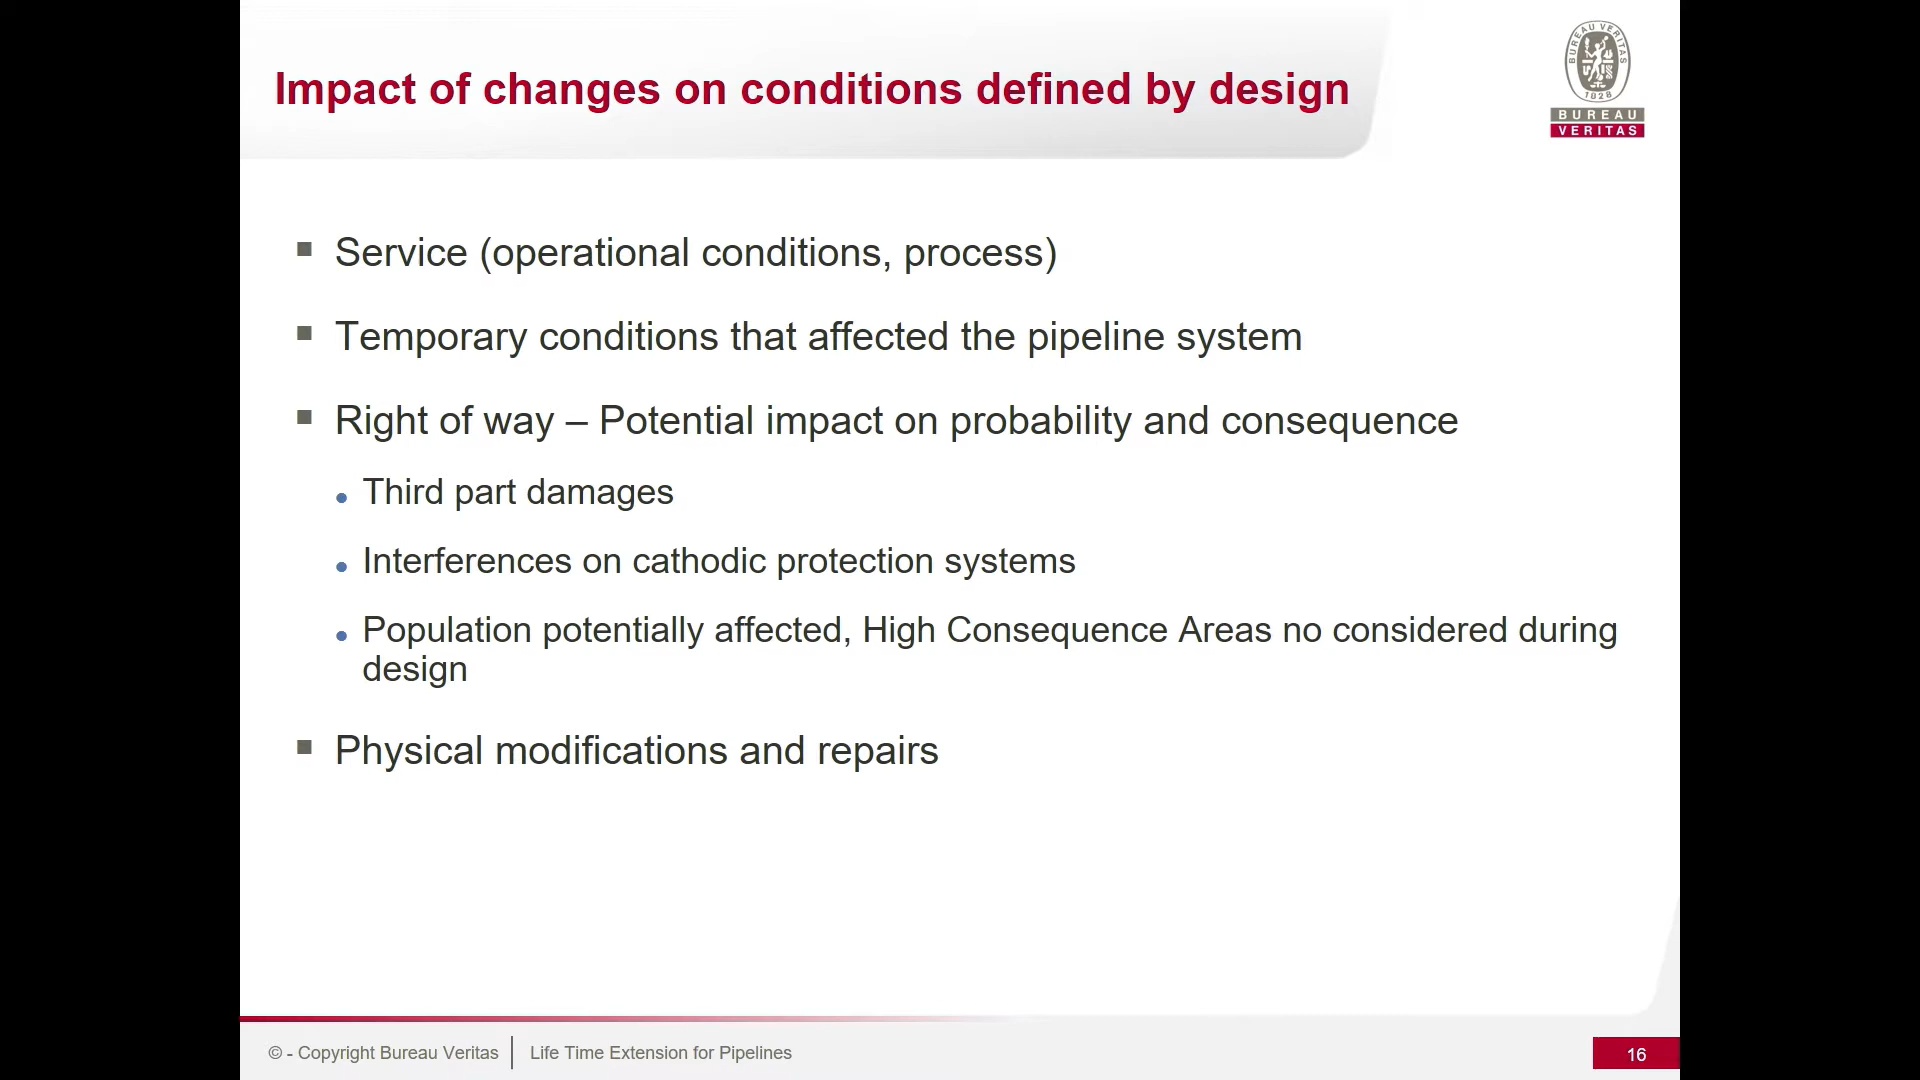 Impact of changes on conditions defined by design
BUREAU VERITAS
1828
BUREAU
VERITAS
Service (operational conditions, process)
Temporary conditions that affected the pipeline system
Right of way – Potential impact on probability and consequence
Third part damages
Interferences on cathodic protection systems
Population potentially affected, High Consequence Areas no considered during
design
Physical modifications and repairs
© - Copyright Bureau Veritas
Life Time Extension for Pipelines
16